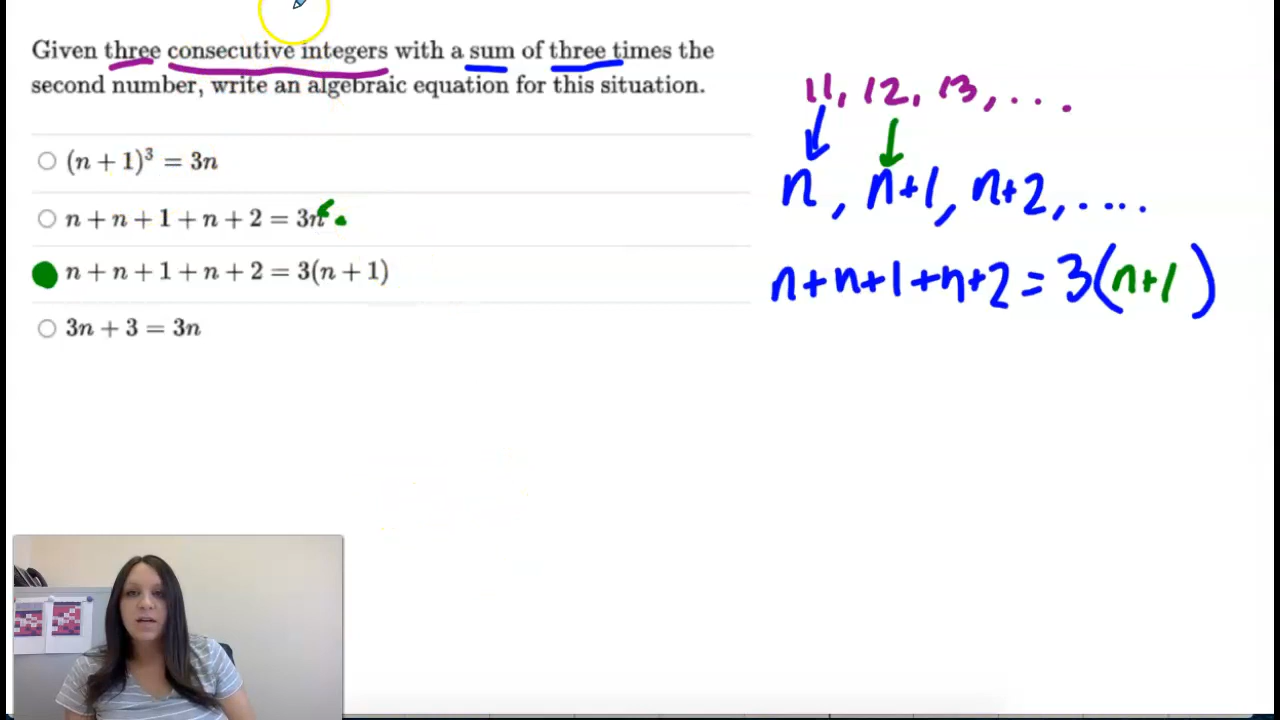 Given three consecutive integers with a sum of three times the
second number, write an algebraic equation for this situation.
(n + 1)³ = 3n
n + n + 1 + n + 2 = 3n
n + n + 1 + n + 2 = 3(n + 1)
3n + 3 = 3n
11, 12, 13, ...
n, n+1, n+2, ....
n+n+1+n+2 = 3(n+1)